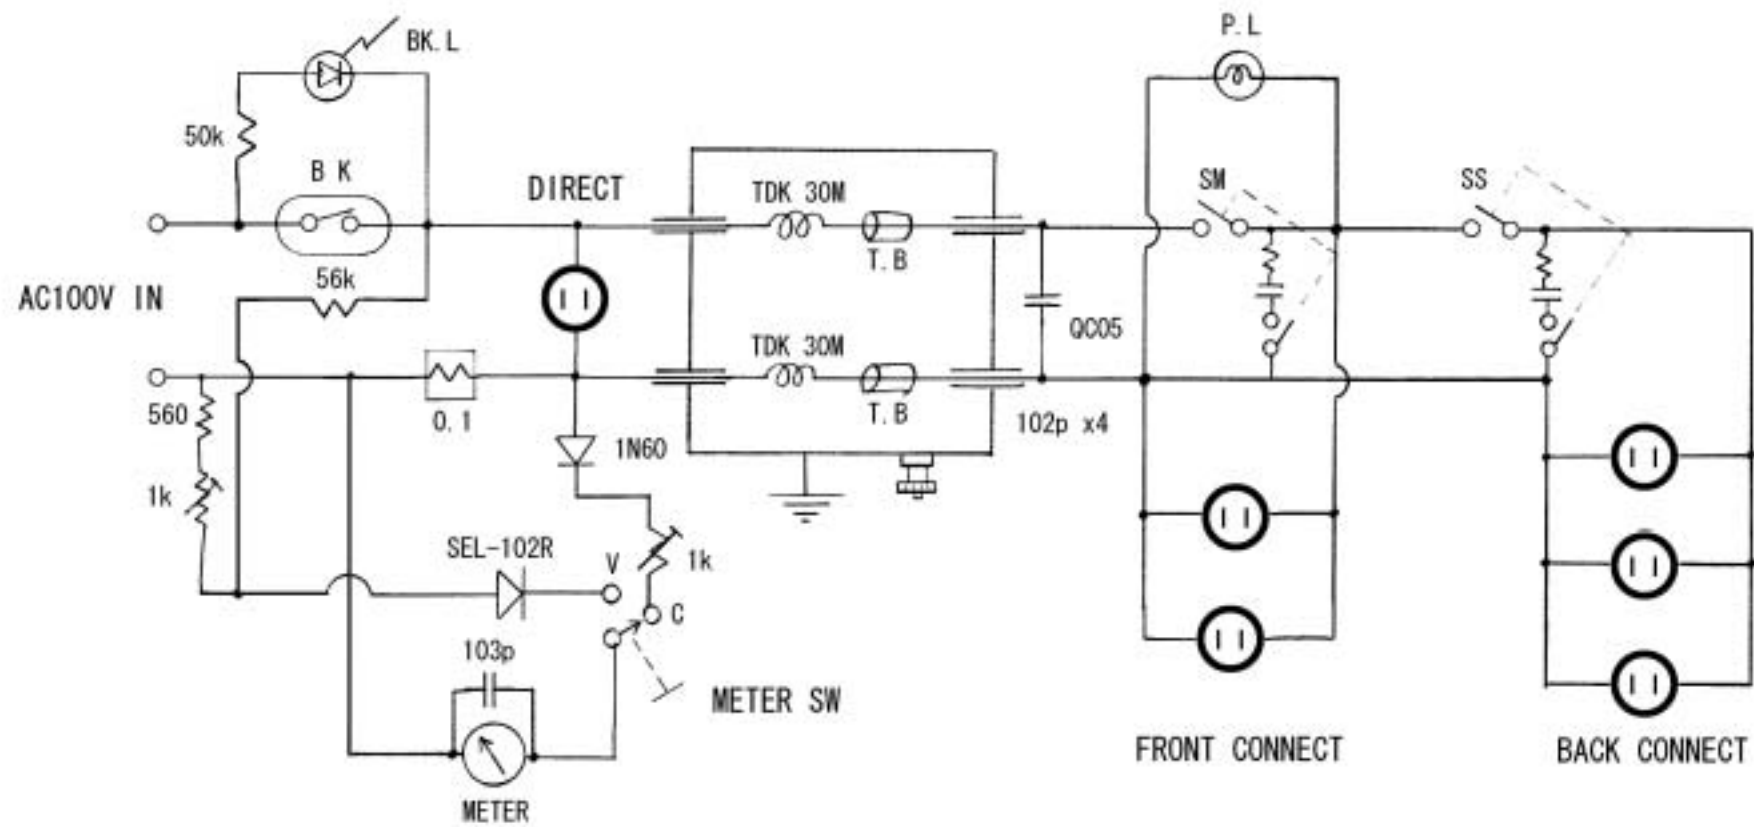 P.L
BK.L
50k
B K
DIRECT
TDK 30M
SM
SS
T.B
56k
AC100V IN
QC05
TDK 30M
560
0.1
T.B
102p x4
1N60
1k
SEL-102R
V
1k
C
103p
METER SW
FRONT CONNECT
BACK CONNECT
METER